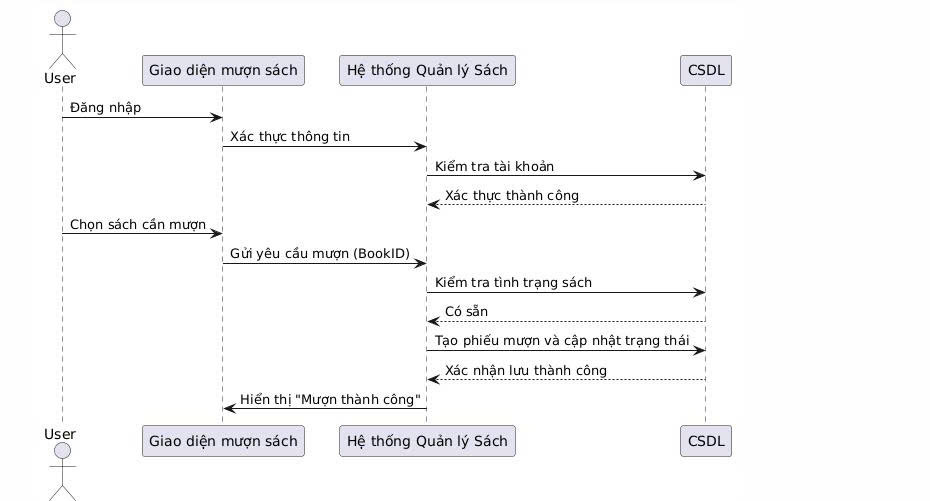 User
Giao diện mượn sách
Hệ thống Quản lý Sách
CSDL
Đăng nhập
Xác thực thông tin
Kiểm tra tài khoản
Xác thực thành công
Chọn sách cần mượn
Gửi yêu cầu mượn (BookID)
Kiểm tra tình trạng sách
Có sẵn
Tạo phiếu mượn và cập nhật trạng thái
Xác nhận lưu thành công
Hiển thị "Mượn thành công"
User
Giao diện mượn sách
Hệ thống Quản lý Sách
CSDL